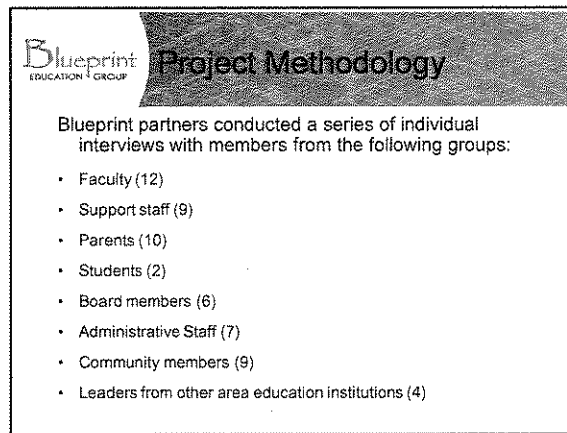 Blueprint
EDUCATION GROUP
Project Methodology
Blueprint partners conducted a series of individual
interviews with members from the following groups:
• Faculty (12)
• Support staff (9)
• Parents (10)
• Students (2)
• Board members (6)
• Administrative Staff (7)
• Community members (9)
• Leaders from other area education institutions (4)